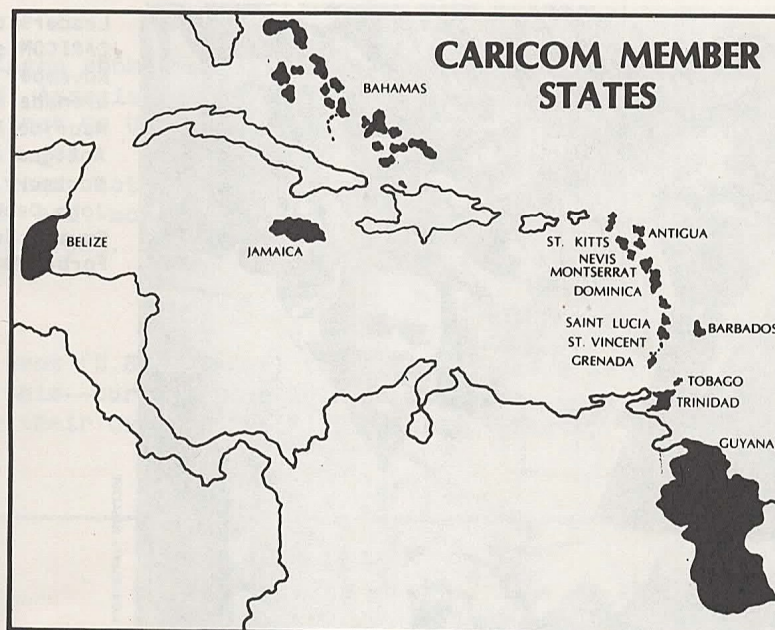 CARICOM MEMBER
STATES
BAHAMAS
BELIZE
JAMAICA
ANTIGUA
ST. KITTS
NEVIS
MONTSERRAT
DOMINICA
SAINT LUCIA
BARBADOS
ST. VINCENT
GRENADA
TOBAGO
TRINIDAD
GUYANA